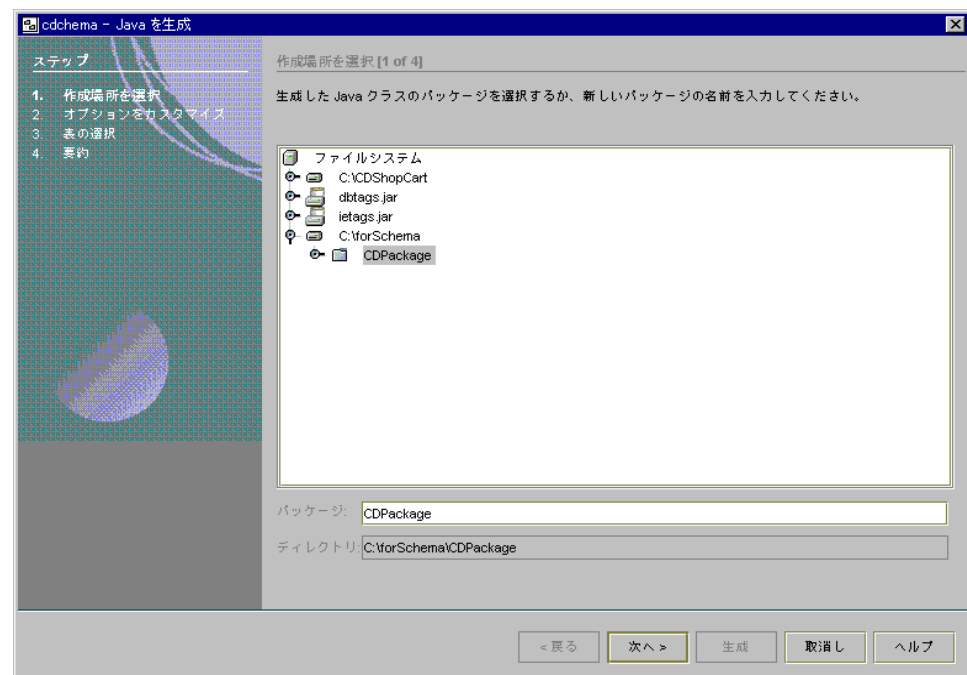 cdchema - Java を生成
ステップ
1. 作成場所を選択
2. オプションをカスタマイズ
3. 表の選択
4. 要約
作成場所を選択 [1 of 4]
生成した Java クラスのパッケージを選択するか、新しいパッケージの名前を入力してください。
ファイルシステム
C:\CDShopCart
dbtags.jar
ietags.jar
C:\forSchema
CDPackage
パッケージ: CDPackage
ディレクトリ: C:\forSchema\CDPackage
< 戻る 次へ > 生成 取消し ヘルプ